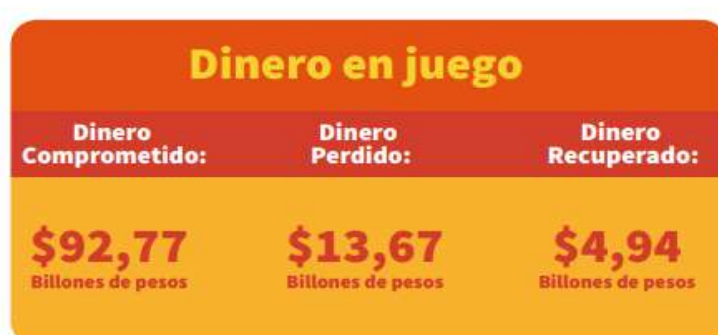 Dinero en juego
Dinero
Comprometido:
Dinero
Perdido:
Dinero
Recuperado:
$92,77
Billones de pesos
$13,67
Billones de pesos
$4,94
Billones de pesos